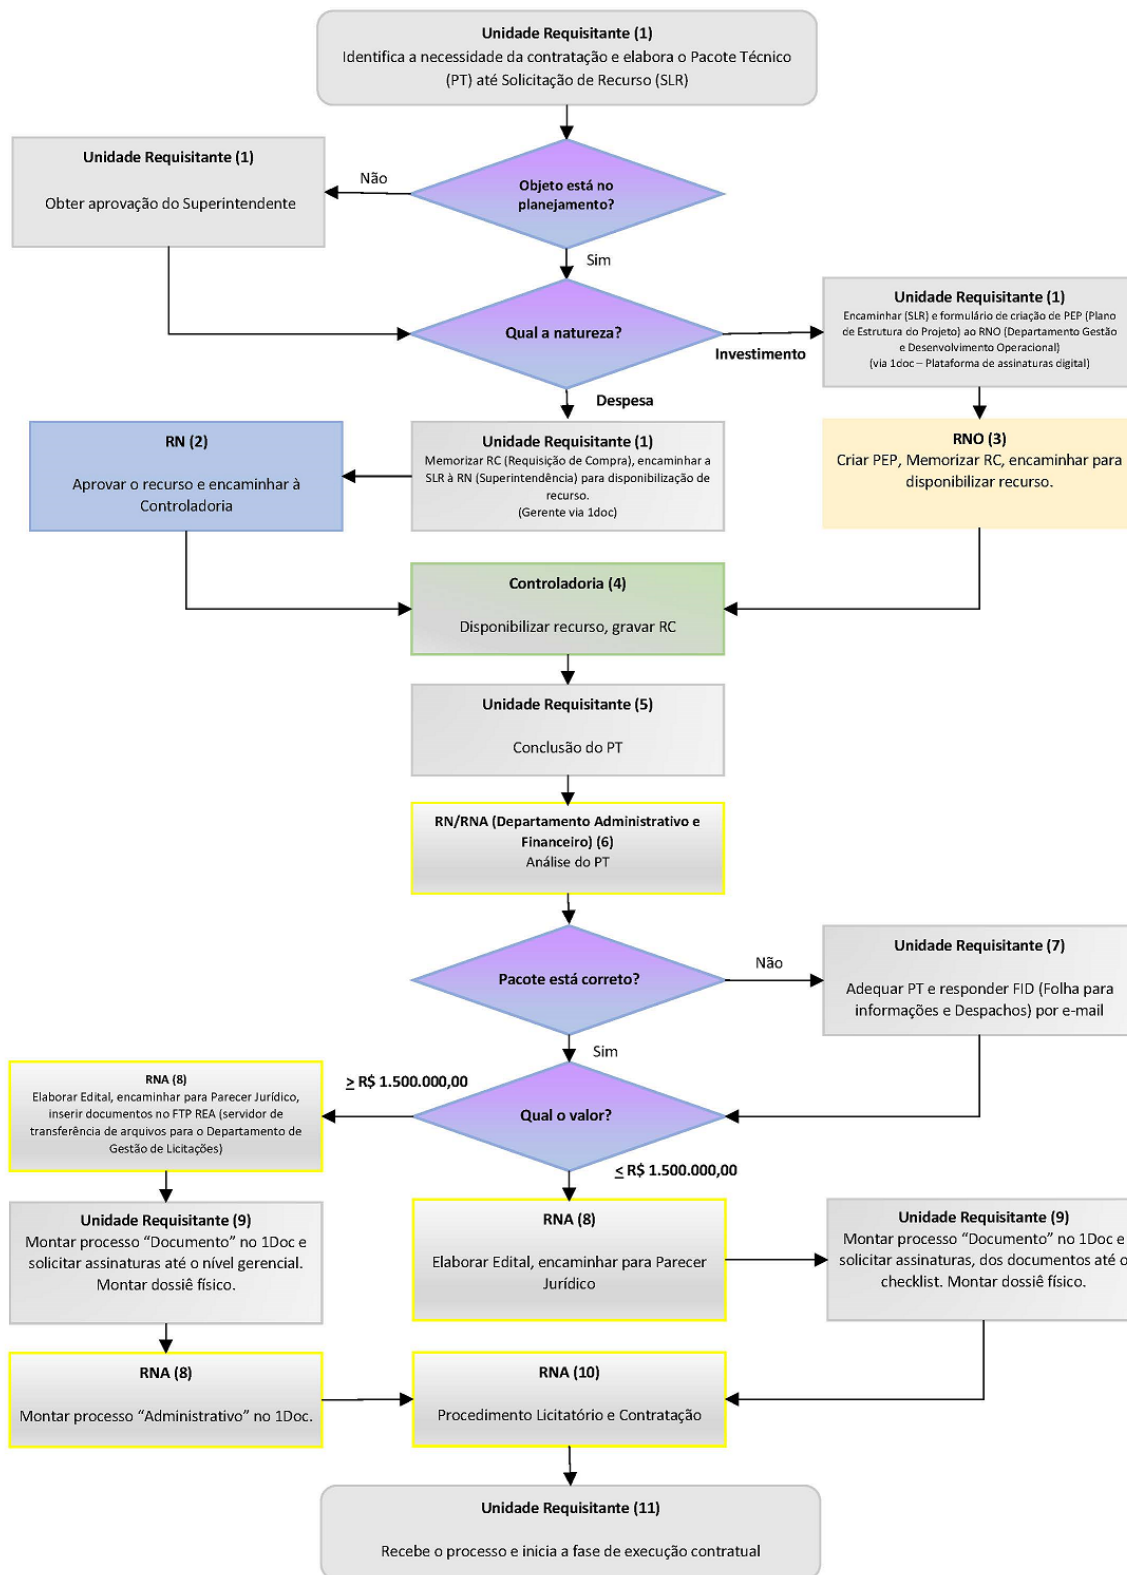 Unidade Requisitante (1)
Identifica a necessidade da contratação e elabora o Pacote Técnico
(PT) até Solicitação de Recurso (SLR)
Objeto está no
planejamento?
Não
Unidade Requisitante (1)
Obter aprovação do Superintendente
Sim
Qual a natureza?
Investimento
Unidade Requisitante (1)
Encaminhar (SLR) e formulário de criação de PEP (Plano
de Estrutura do Projeto) ao RNO (Departamento Gestão
e Desenvolvimento Operacional)
(via 1doc – Plataforma de assinaturas digital)
Despesa
RN (2)
Aprovar o recurso e encaminhar à
Controladoria
Unidade Requisitante (1)
Memorizar RC (Requisição de Compra), encaminhar a
SLR à RN (Superintendência) para disponibilização de
recurso.
(Gerente via 1doc)
RNO (3)
Criar PEP, Memorizar RC, encaminhar para
disponibilizar recurso.
Controladoria (4)
Disponibilizar recurso, gravar RC
Unidade Requisitante (5)
Conclusão do PT
RN/RNA (Departamento Administrativo e
Financeiro) (6)
Análise do PT
Pacote está correto?
Não
Unidade Requisitante (7)
Adequar PT e responder FID (Folha para
informações e Despachos) por e-mail
Sim
Qual o valor?
≥ R$ 1.500.000,00
RNA (8)
Elaborar Edital, encaminhar para Parecer Jurídico,
inserir documentos no FTP REA (servidor de
transferência de arquivos para o Departamento de
Gestão de Licitações)
≤ R$ 1.500.000,00
Unidade Requisitante (9)
Montar processo “Documento” no 1Doc e
solicitar assinaturas até o nível gerencial.
Montar dossiê físico.
RNA (8)
Elaborar Edital, encaminhar para Parecer
Jurídico
Unidade Requisitante (9)
Montar processo “Documento” no 1Doc e
solicitar assinaturas, dos documentos até o
checklist. Montar dossiê físico.
RNA (8)
Montar processo “Administrativo” no 1Doc.
RNA (10)
Procedimento Licitatório e Contratação
Unidade Requisitante (11)
Recebe o processo e inicia a fase de execução contratual